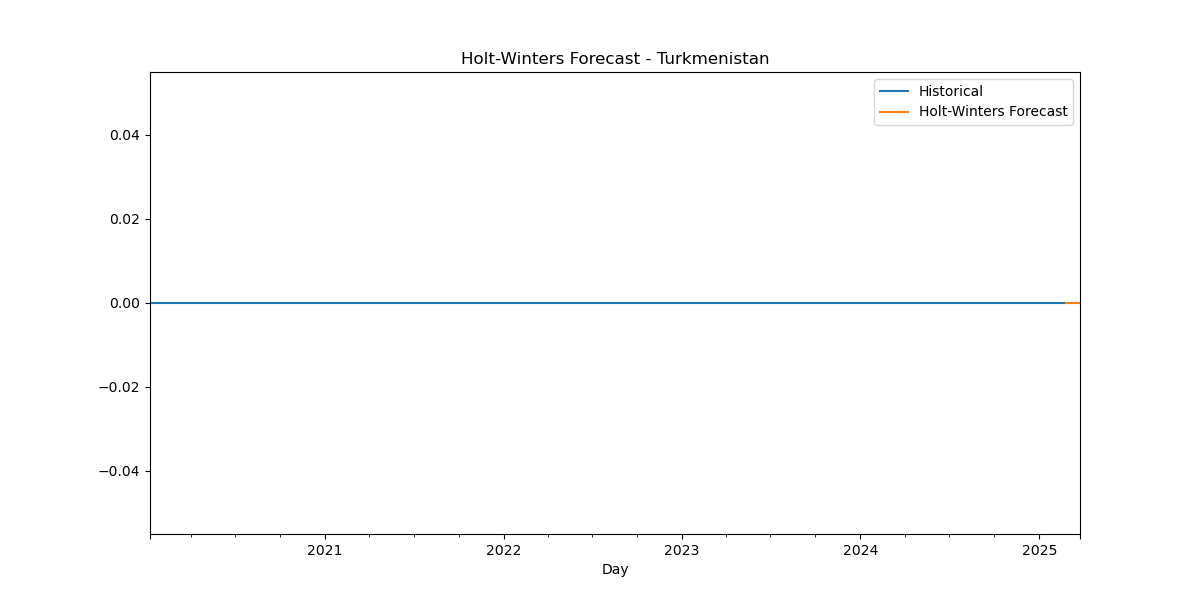 Holt-Winters Forecast - Turkmenistan
Historical
Holt-Winters Forecast
0.04
0.02
0.00
−0.02
−0.04
2021 2022 2023 2024 2025
Day